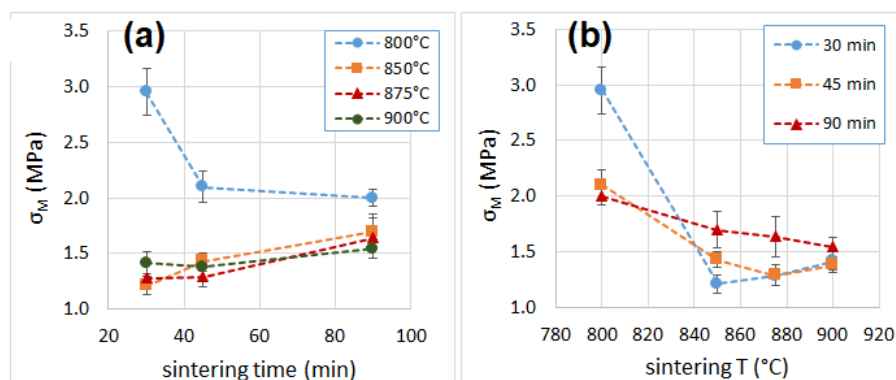 (a)
3.5
3.0
2.5
2.0
1.5
1.0
σM (MPa)
20 40 60 80 100
sintering time (min)
800°C
850°C
875°C
900°C
(b)
3.5
3.0
2.5
2.0
1.5
1.0
σM (MPa)
780 800 820 840 860 880 900 920
sintering T (°C)
30 min
45 min
90 min